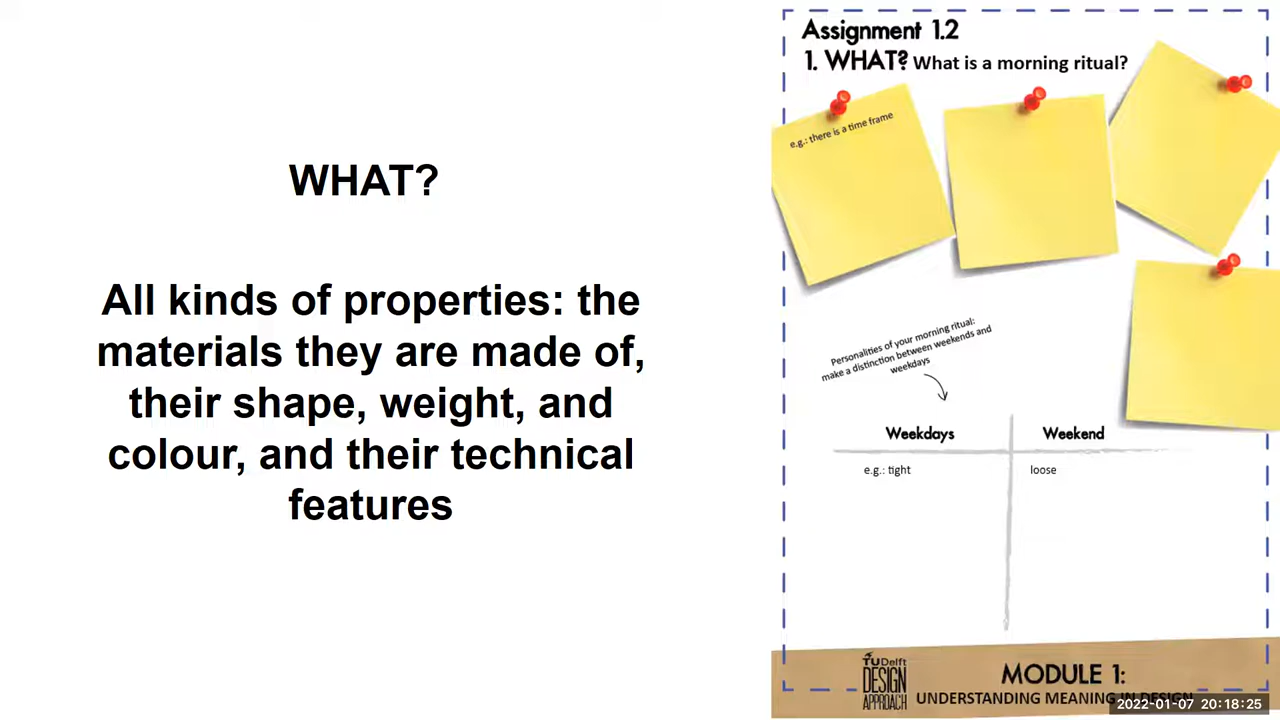 WHAT?
All kinds of properties: the
materials they are made of,
their shape, weight, and
colour, and their technical
features
Assignment 1.2
1. WHAT? What is a morning ritual?
e.g.: there is a time frame
Personalities of your morning ritual:
make a distinction between weekends and
weekdays
Weekdays
Weekend
e.g.: tight
loose
TU Delft
DESIGN
APPROACH
MODULE 1:
UNDERSTANDING MEANING IN DESIGN
2022-01-07 20:18:25